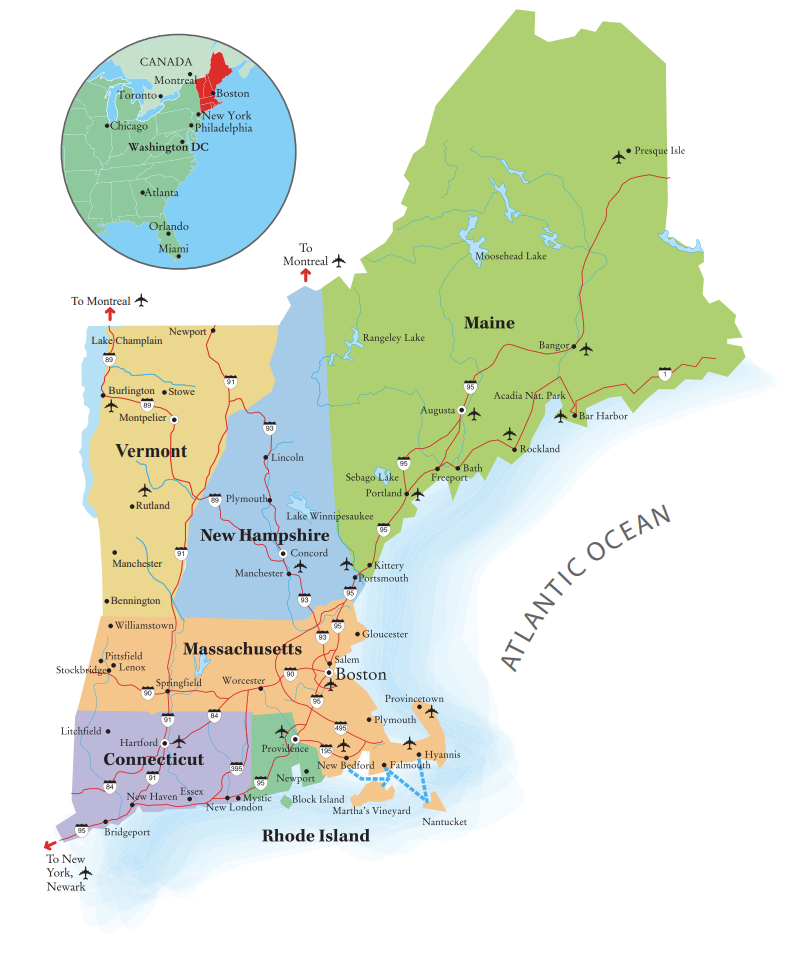 CANADA
Montreal
Toronto
Boston
New York
Chicago
Philadelphia
Washington DC
Atlanta
Orlando
Miami
Presque Isle
To
Montreal
Moosehead Lake
To Montreal
Maine
Newport
Lake Champlain
Rangeley Lake
Bangor
89
91
95
1
Burlington
Stowe
Acadia Nat. Park
89
Montpelier
Augusta
Bar Harbor
93
Vermont
Rockland
Lincoln
95
Bath
Sebago Lake
Freeport
Portland
89
Plymouth
Rutland
Lake Winnipesaukee
ATLANTIC OCEAN
95
New Hampshire
91
Concord
Manchester
Kittery
Manchester
Portsmouth
95
Bennington
93
Williamstown
95
93
Gloucester
Massachusetts
Pittsfield
Salem
Lenox
Stockbridge
90
Boston
Springfield
Worcester
90
95
Provincetown
91
84
Plymouth
Litchfield
495
Hartford
Providence
195
Hyannis
Connecticut
New Bedford
Falmouth
395
91
Newport
84
95
Essex
New Haven
Mystic
Block Island
New London
Martha's Vineyard
Nantucket
95
Bridgeport
Rhode Island
To New
York,
Newark